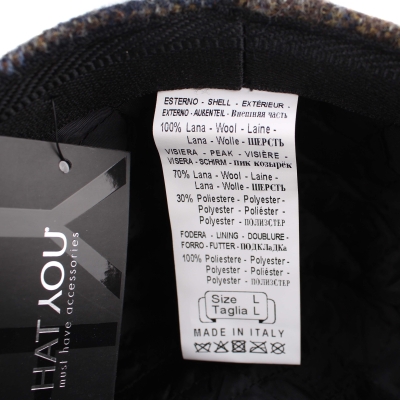 ESTERNO - SHELL - EXTÉRIEUR -
EXTERNO - AUßENTEIL - Внешняя часть
100% Lana - Wool - Laine -
Lana - Wolle - ШЕРСТЬ
VISIERA - PEAK - VISIÈRE -
VISERA - SCHIRM - пик козырёк
70% Lana - Wool - Laine -
Lana - Wolle - ШЕРСТЬ
30% Poliestere - Polyester -
Polyester - Poliéster -
Polyester - ПОЛИЭСТЕР
FODERA - LINING - DOUBLURE -
FORRO - FUTTER - ПОДКЛАДКА
100% Poliestere - Polyester -
Polyester - Poliéster -
Polyester - ПОЛИЭСТЕР
Size L
Taglia L
MADE IN ITALY
HAT YOU
must have accessories